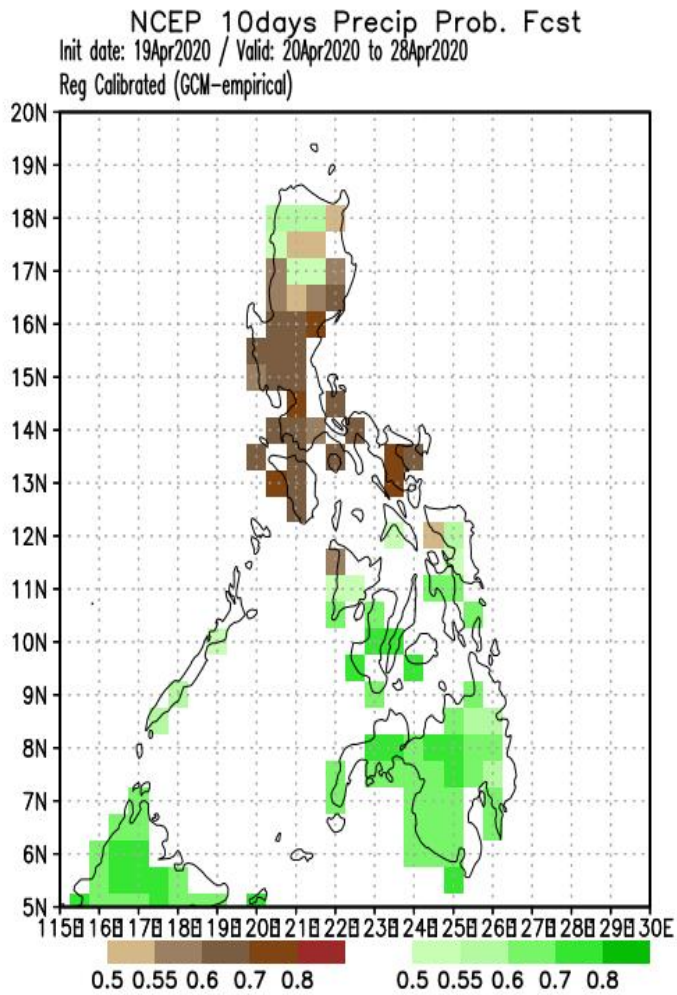 NCEP 10days Precip Prob. Fcst
Init date: 19Apr2020 / Valid: 20Apr2020 to 28Apr2020
Reg Calibrated (GCM-empirical)
20N
19N
18N
17N
16N
15N
14N
13N
12N
11N
10N
9N
8N
7N
6N
5N
115E 116E 117E 118E 119E 120E 121E 122E 123E 124E 125E 126E 127E 128E 129E 130E
0.5 0.55 0.6 0.7 0.8 0.5 0.55 0.6 0.7 0.8